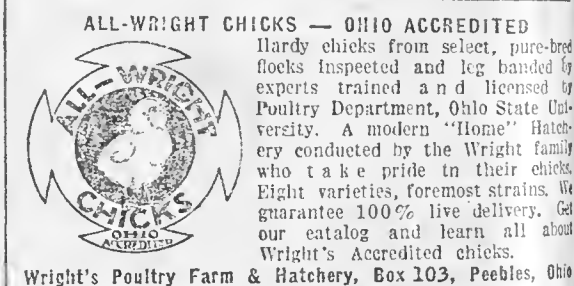 ALL-WRIGHT CHICKS — OHIO ACCREDITED
Hardy chicks from select, pure-bred
flocks inspected and leg banded by
experts trained and licensed by
Poultry Department, Ohio State Uni-
versity. A modern "Home" Hatch-
ery conducted by the Wright family
who take pride in their chicks.
Eight varieties, foremost strains. We
guarantee 100% live delivery. Get
our catalog and learn all about
Wright's Accredited chicks.
ALL-WRIGHT
CHICKS
OHIO
ACCREDITED
Wright's Poultry Farm & Hatchery, Box 103, Peebles, Ohio